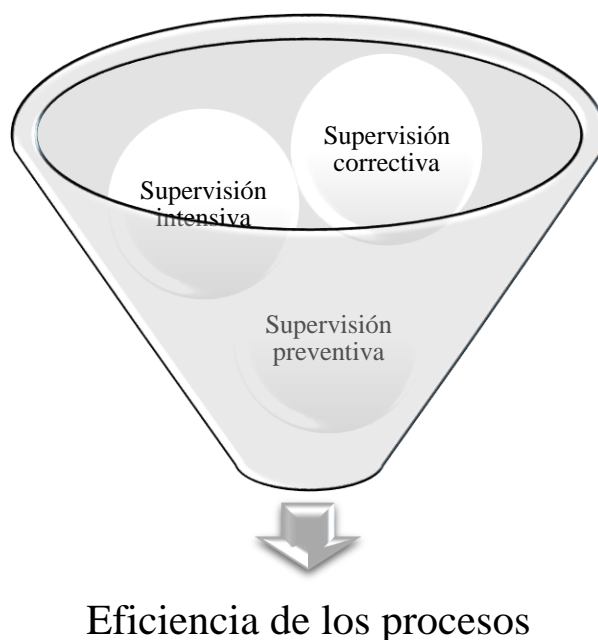 Supervisión
correctiva
Supervisión
intensiva
Supervisión
preventiva
Eficiencia de los procesos